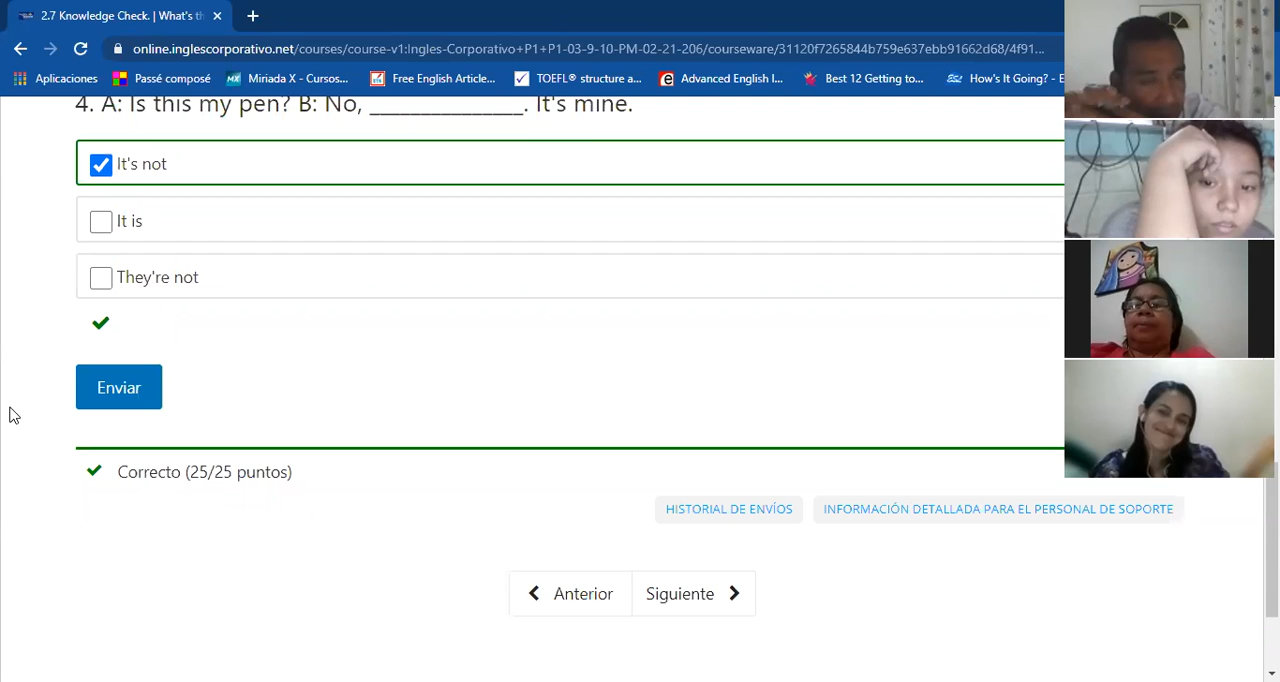 2.7 Knowledge Check. | What's th
online.inglescorporativo.net/courses/course-v1:Ingles-Corporativo+P1+P1-03-9-10-PM-02-21-206/courseware/31120f7265844b759e637ebb91662d68/4f91...
Aplicaciones Passé composé Miriada X - Cursos... Free English Article... TOEFL® structure a... Advanced English I... Best 12 Getting to... How's It Going? - E
4. A: Is this my pen? B: No, _______________. It's mine.
It's not
It is
They're not
Enviar
Correcto (25/25 puntos)
HISTORIAL DE ENVÍOS INFORMACIÓN DETALLADA PARA EL PERSONAL DE SOPORTE
Anterior Siguiente